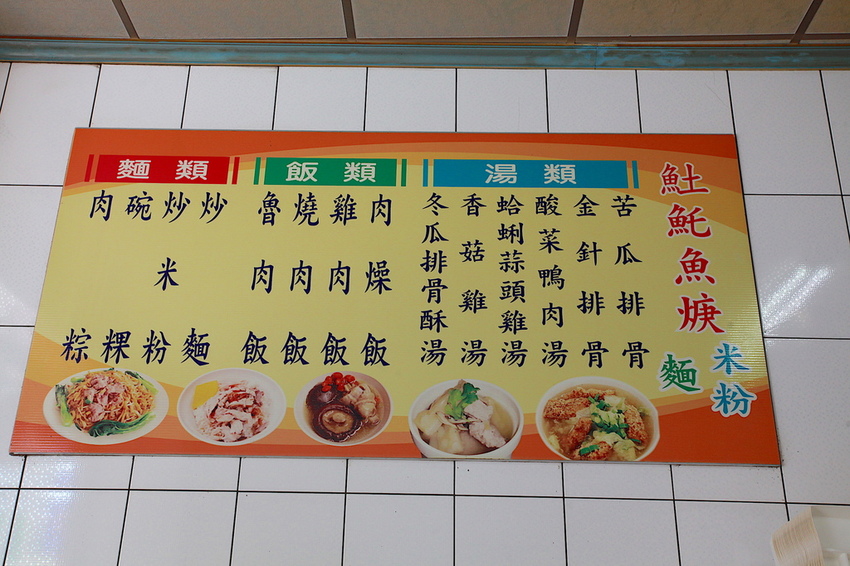 魠魚焿
米粉
麵
湯類
苦瓜排骨
金針排骨
酸菜鴨肉湯
蛤蜊蒜頭雞湯
香菇雞湯
冬瓜排骨酥湯
飯類
肉燥飯
雞肉飯
燒肉飯
魯肉飯
麵類
炒麵
炒米粉
碗粿
肉粽